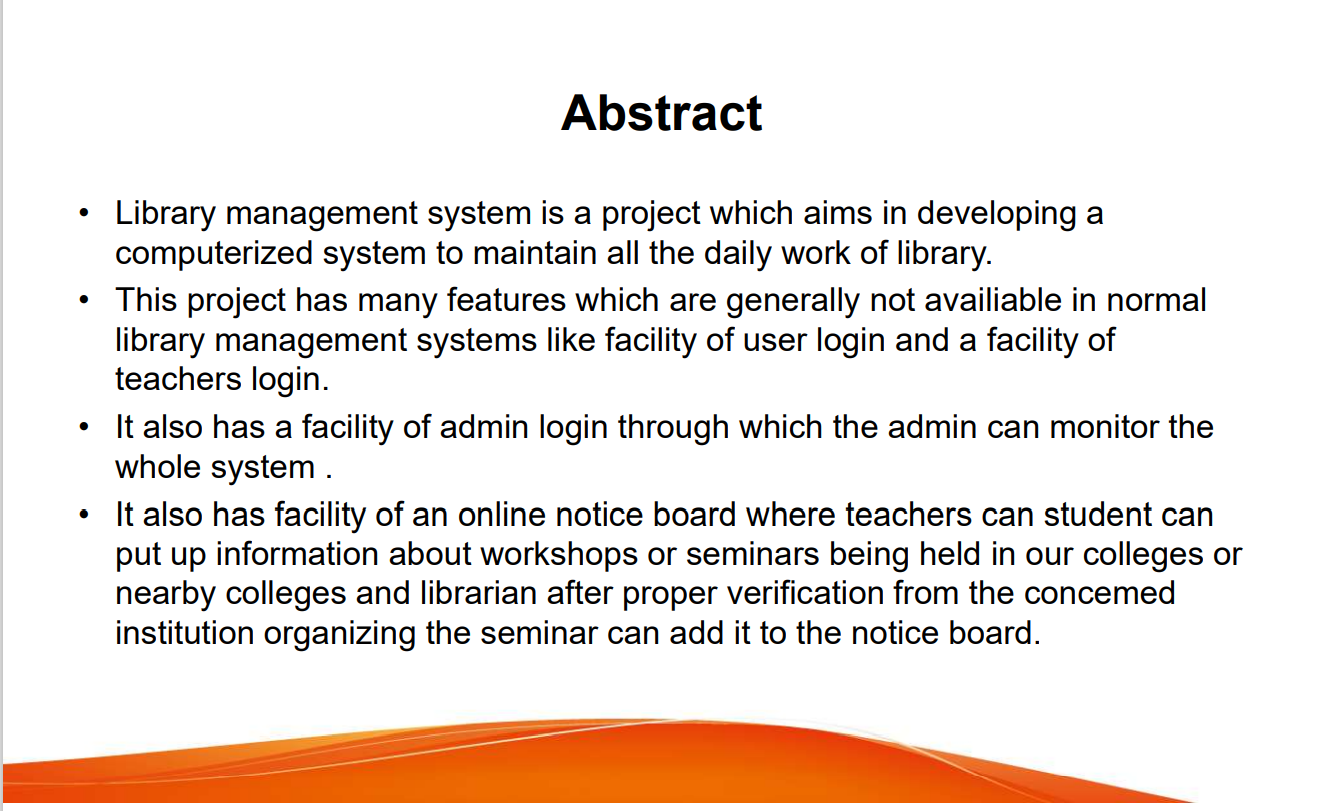 Abstract
• Library management system is a project which aims in developing a
computerized system to maintain all the daily work of library.
• This project has many features which are generally not availiable in normal
library management systems like facility of user login and a facility of
teachers login.
• It also has a facility of admin login through which the admin can monitor the
whole system .
• It also has facility of an online notice board where teachers can student can
put up information about workshops or seminars being held in our colleges or
nearby colleges and librarian after proper verification from the concemed
institution organizing the seminar can add it to the notice board.